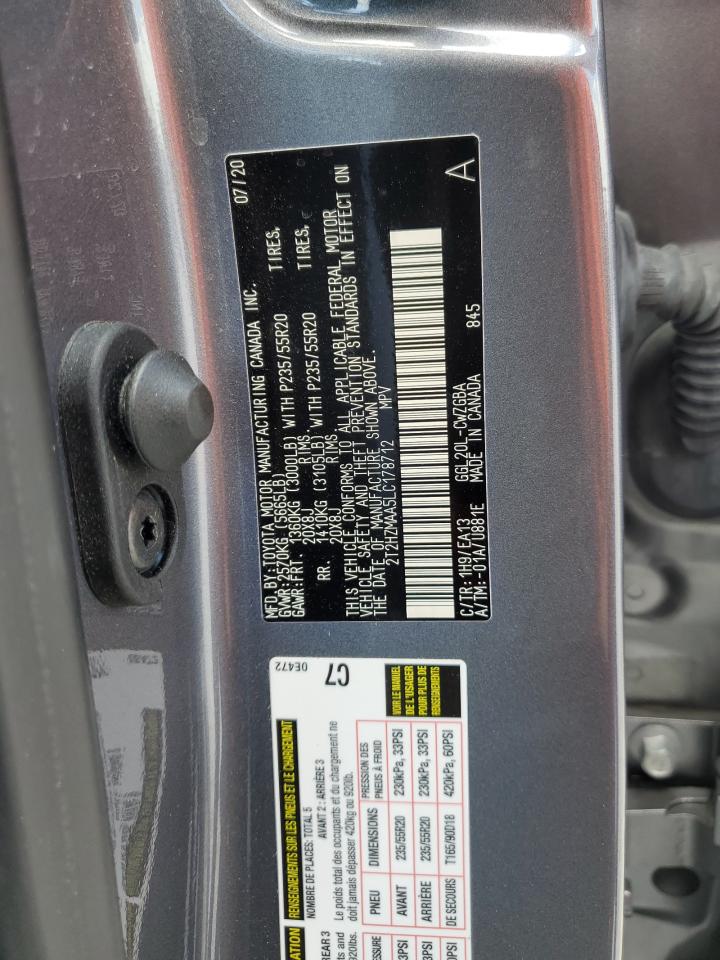 MFD.BY:TOYOTA MOTOR MANUFACTURING CANADA INC. 07/20
GVWR:2570KG (5665LB)
GAWR:FRT. 1360KG (3000LB) WITH P235/55R20 TIRES,
20X8J RIMS
RR. 1410KG (3105LB) WITH P235/55R20 TIRES,
20X8J RIMS
THIS VEHICLE CONFORMS TO ALL APPLICABLE FEDERAL MOTOR
VEHICLE SAFETY AND THEFT PREVENTION STANDARDS IN EFFECT ON
THE DATE OF MANUFACTURE SHOWN ABOVE.
2T2HZMAA5LC178712 MPV
C/TR:1H9/EA13 GGL20L-CWZGBA A
A/TM:-01A/U881E MADE IN CANADA 845
RENSEIGNEMENTS SUR LES PNEUS ET LE CHARGEMENT
0E472
C7
NOMBRE DE PLACES: TOTAL 5
AVANT 2 : ARRIÈRE 3
Le poids total des occupants et du chargement ne
doit jamais dépasser 420kg ou 920lb.
PNEU DIMENSIONS PRESSION DES PNEUS À FROID
AVANT 235/55R20 230kPa, 33PSI
ARRIÈRE 235/55R20 230kPa, 33PSI
DE SECOURS T165/90D18 420kPa, 60PSI
VOIR LE MANUEL
DE L'USAGER
POUR PLUS DE
RENSEIGNEMENTS
REAR 3